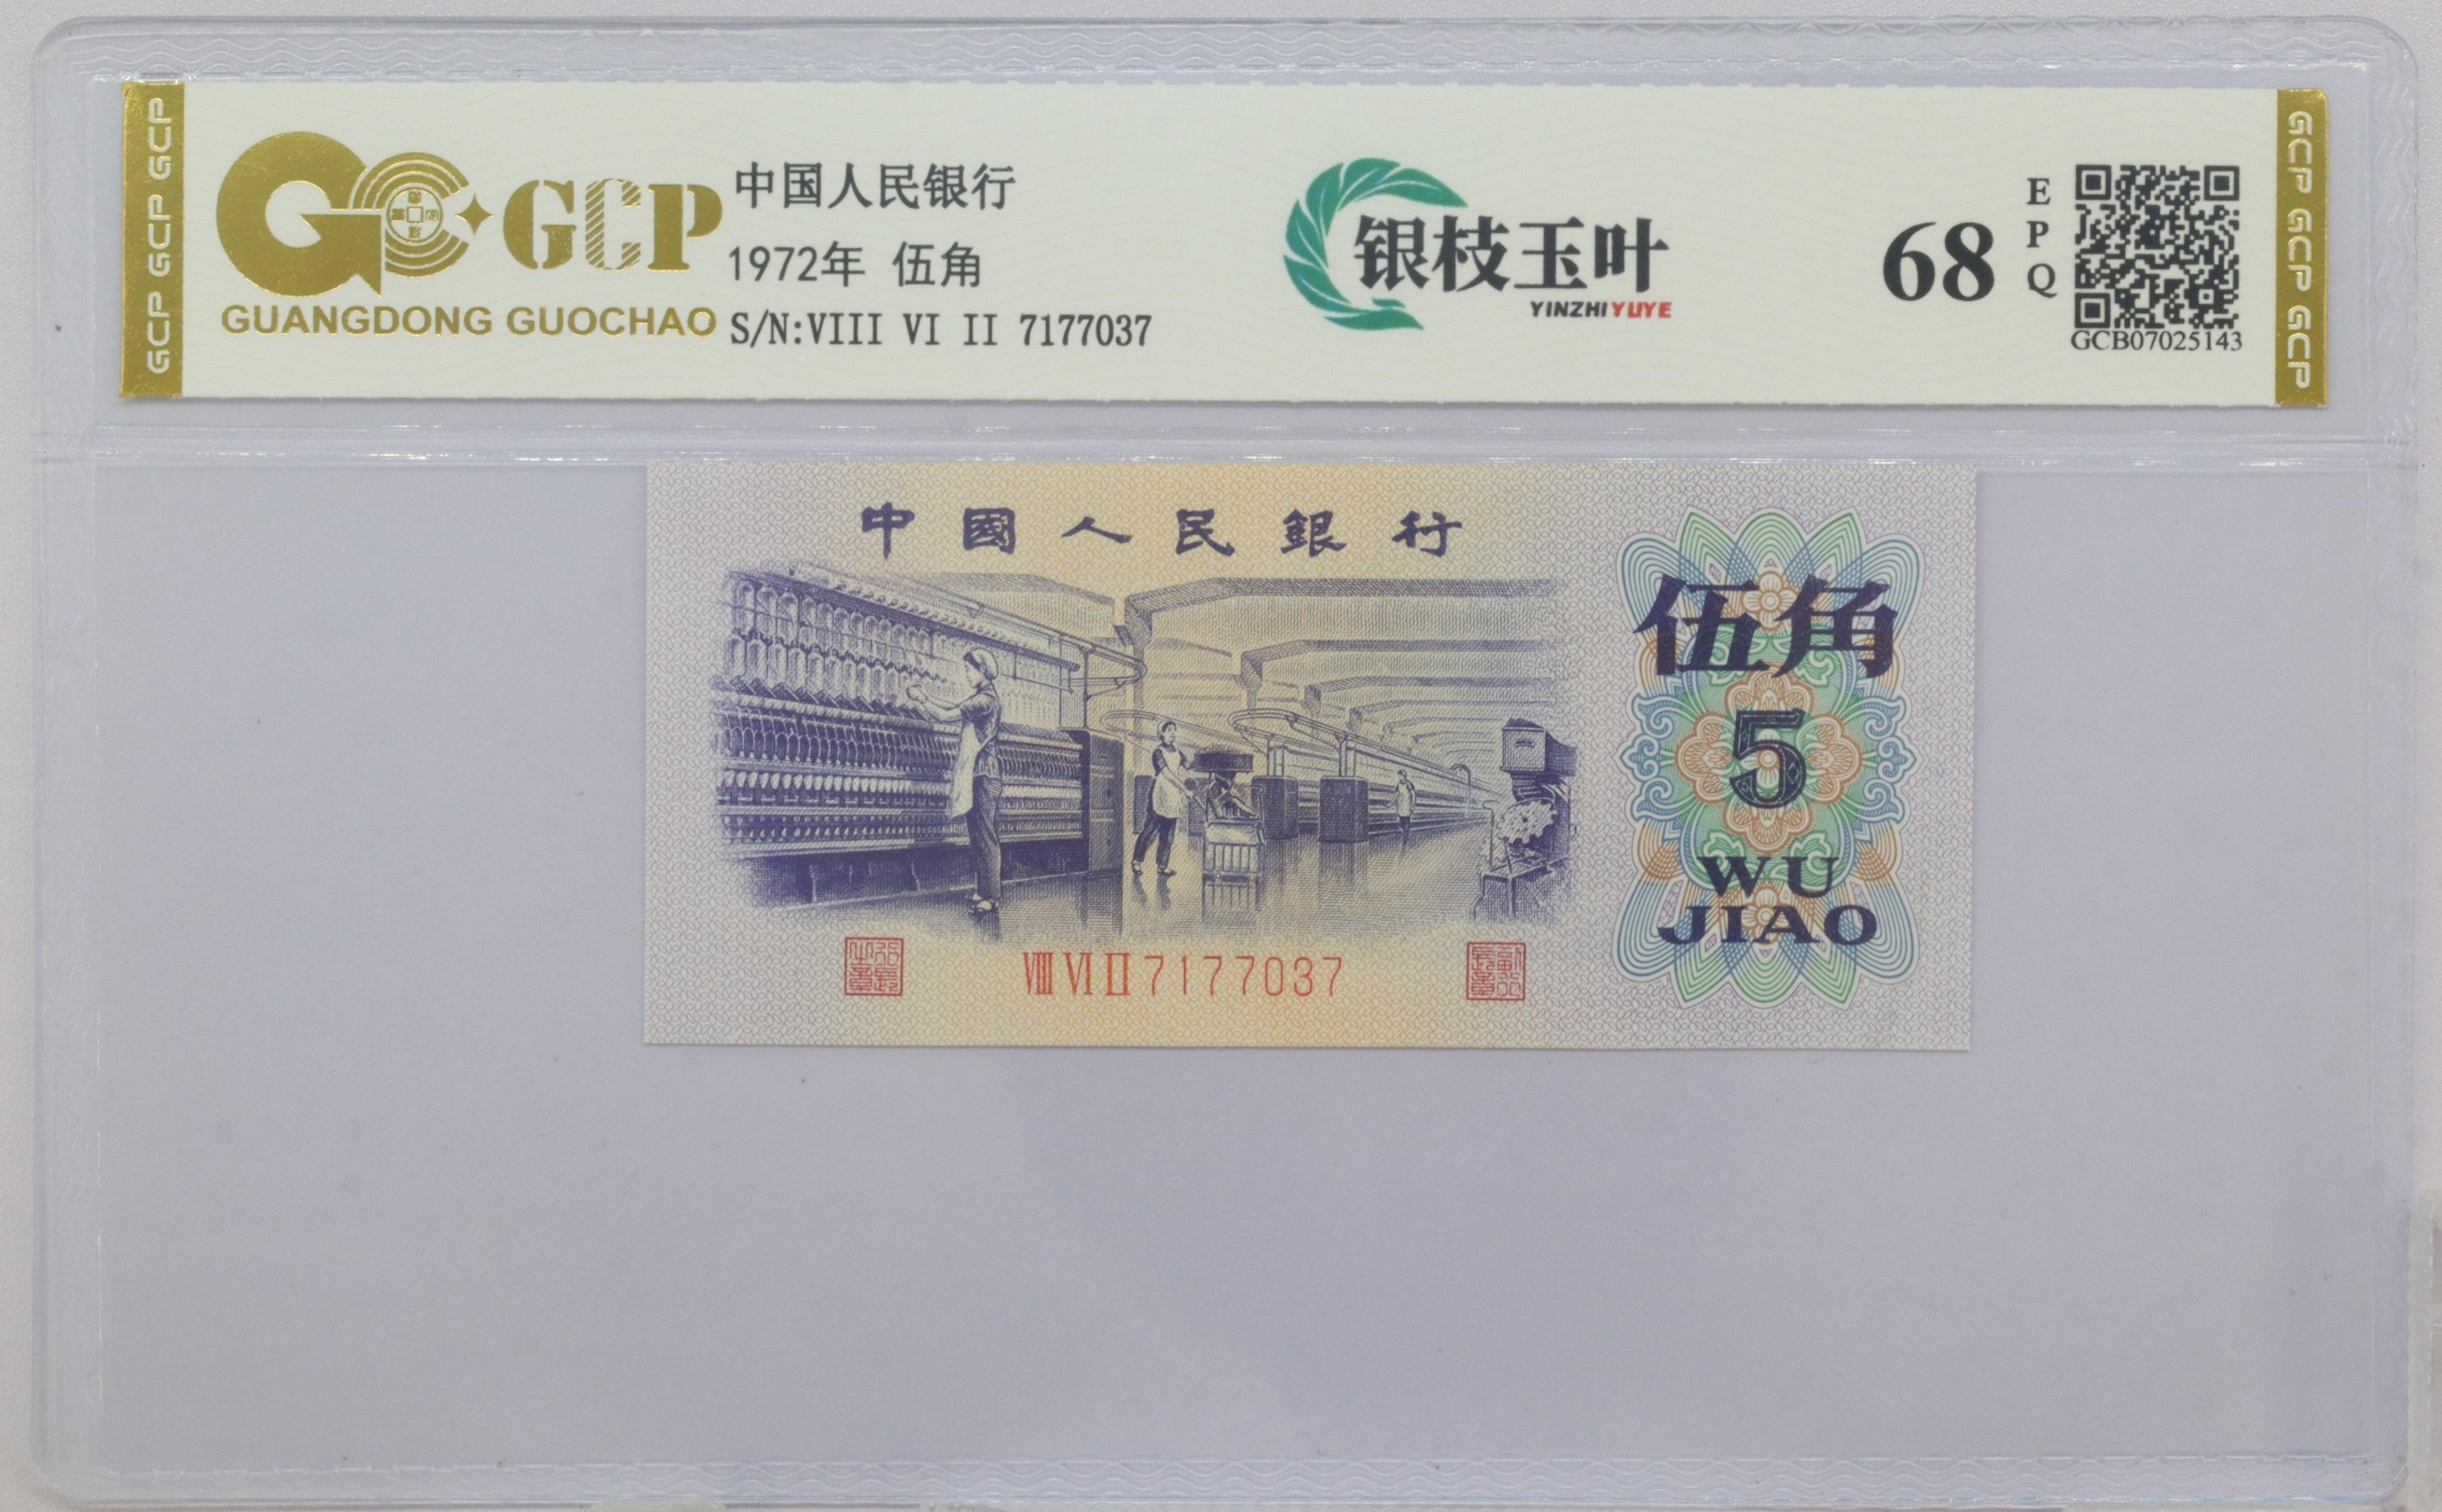 GCP GCP GCP
GCP
GUANGDONG GUOCHAO
中国人民银行
1972年 伍角
S/N:VIII VI II 7177037
银枝玉叶
YINZHIYUYE
68
EPQ
GCB07025143
GCP GCP GCP
中國人民銀行
伍角
5
WU
JIAO
VIII VI II 7177037